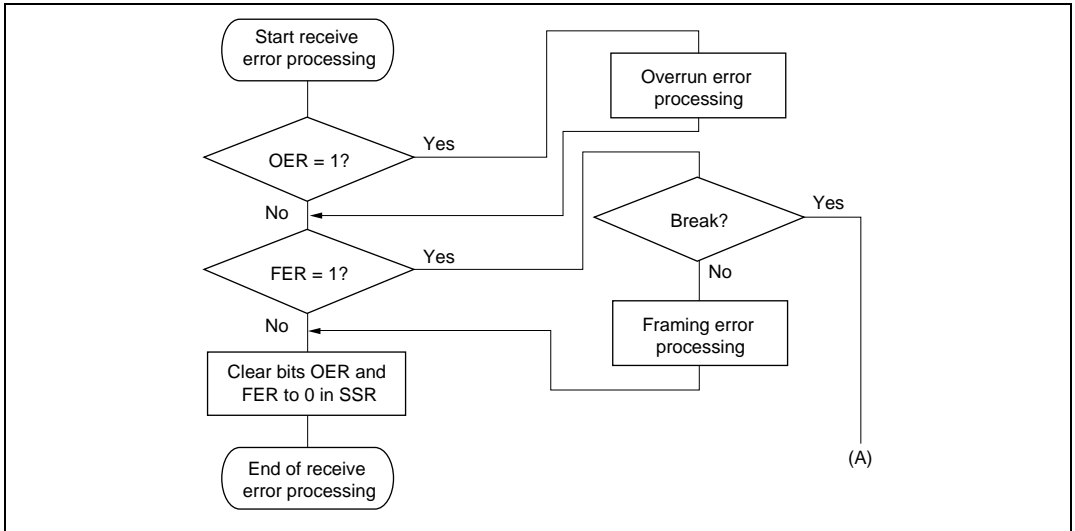 Start receive
error processing
OER = 1?
Yes
Overrun error
processing
No
FER = 1?
Yes
Break?
Yes
No
Framing error
processing
No
Clear bits OER and
FER to 0 in SSR
End of receive
error processing
(A)